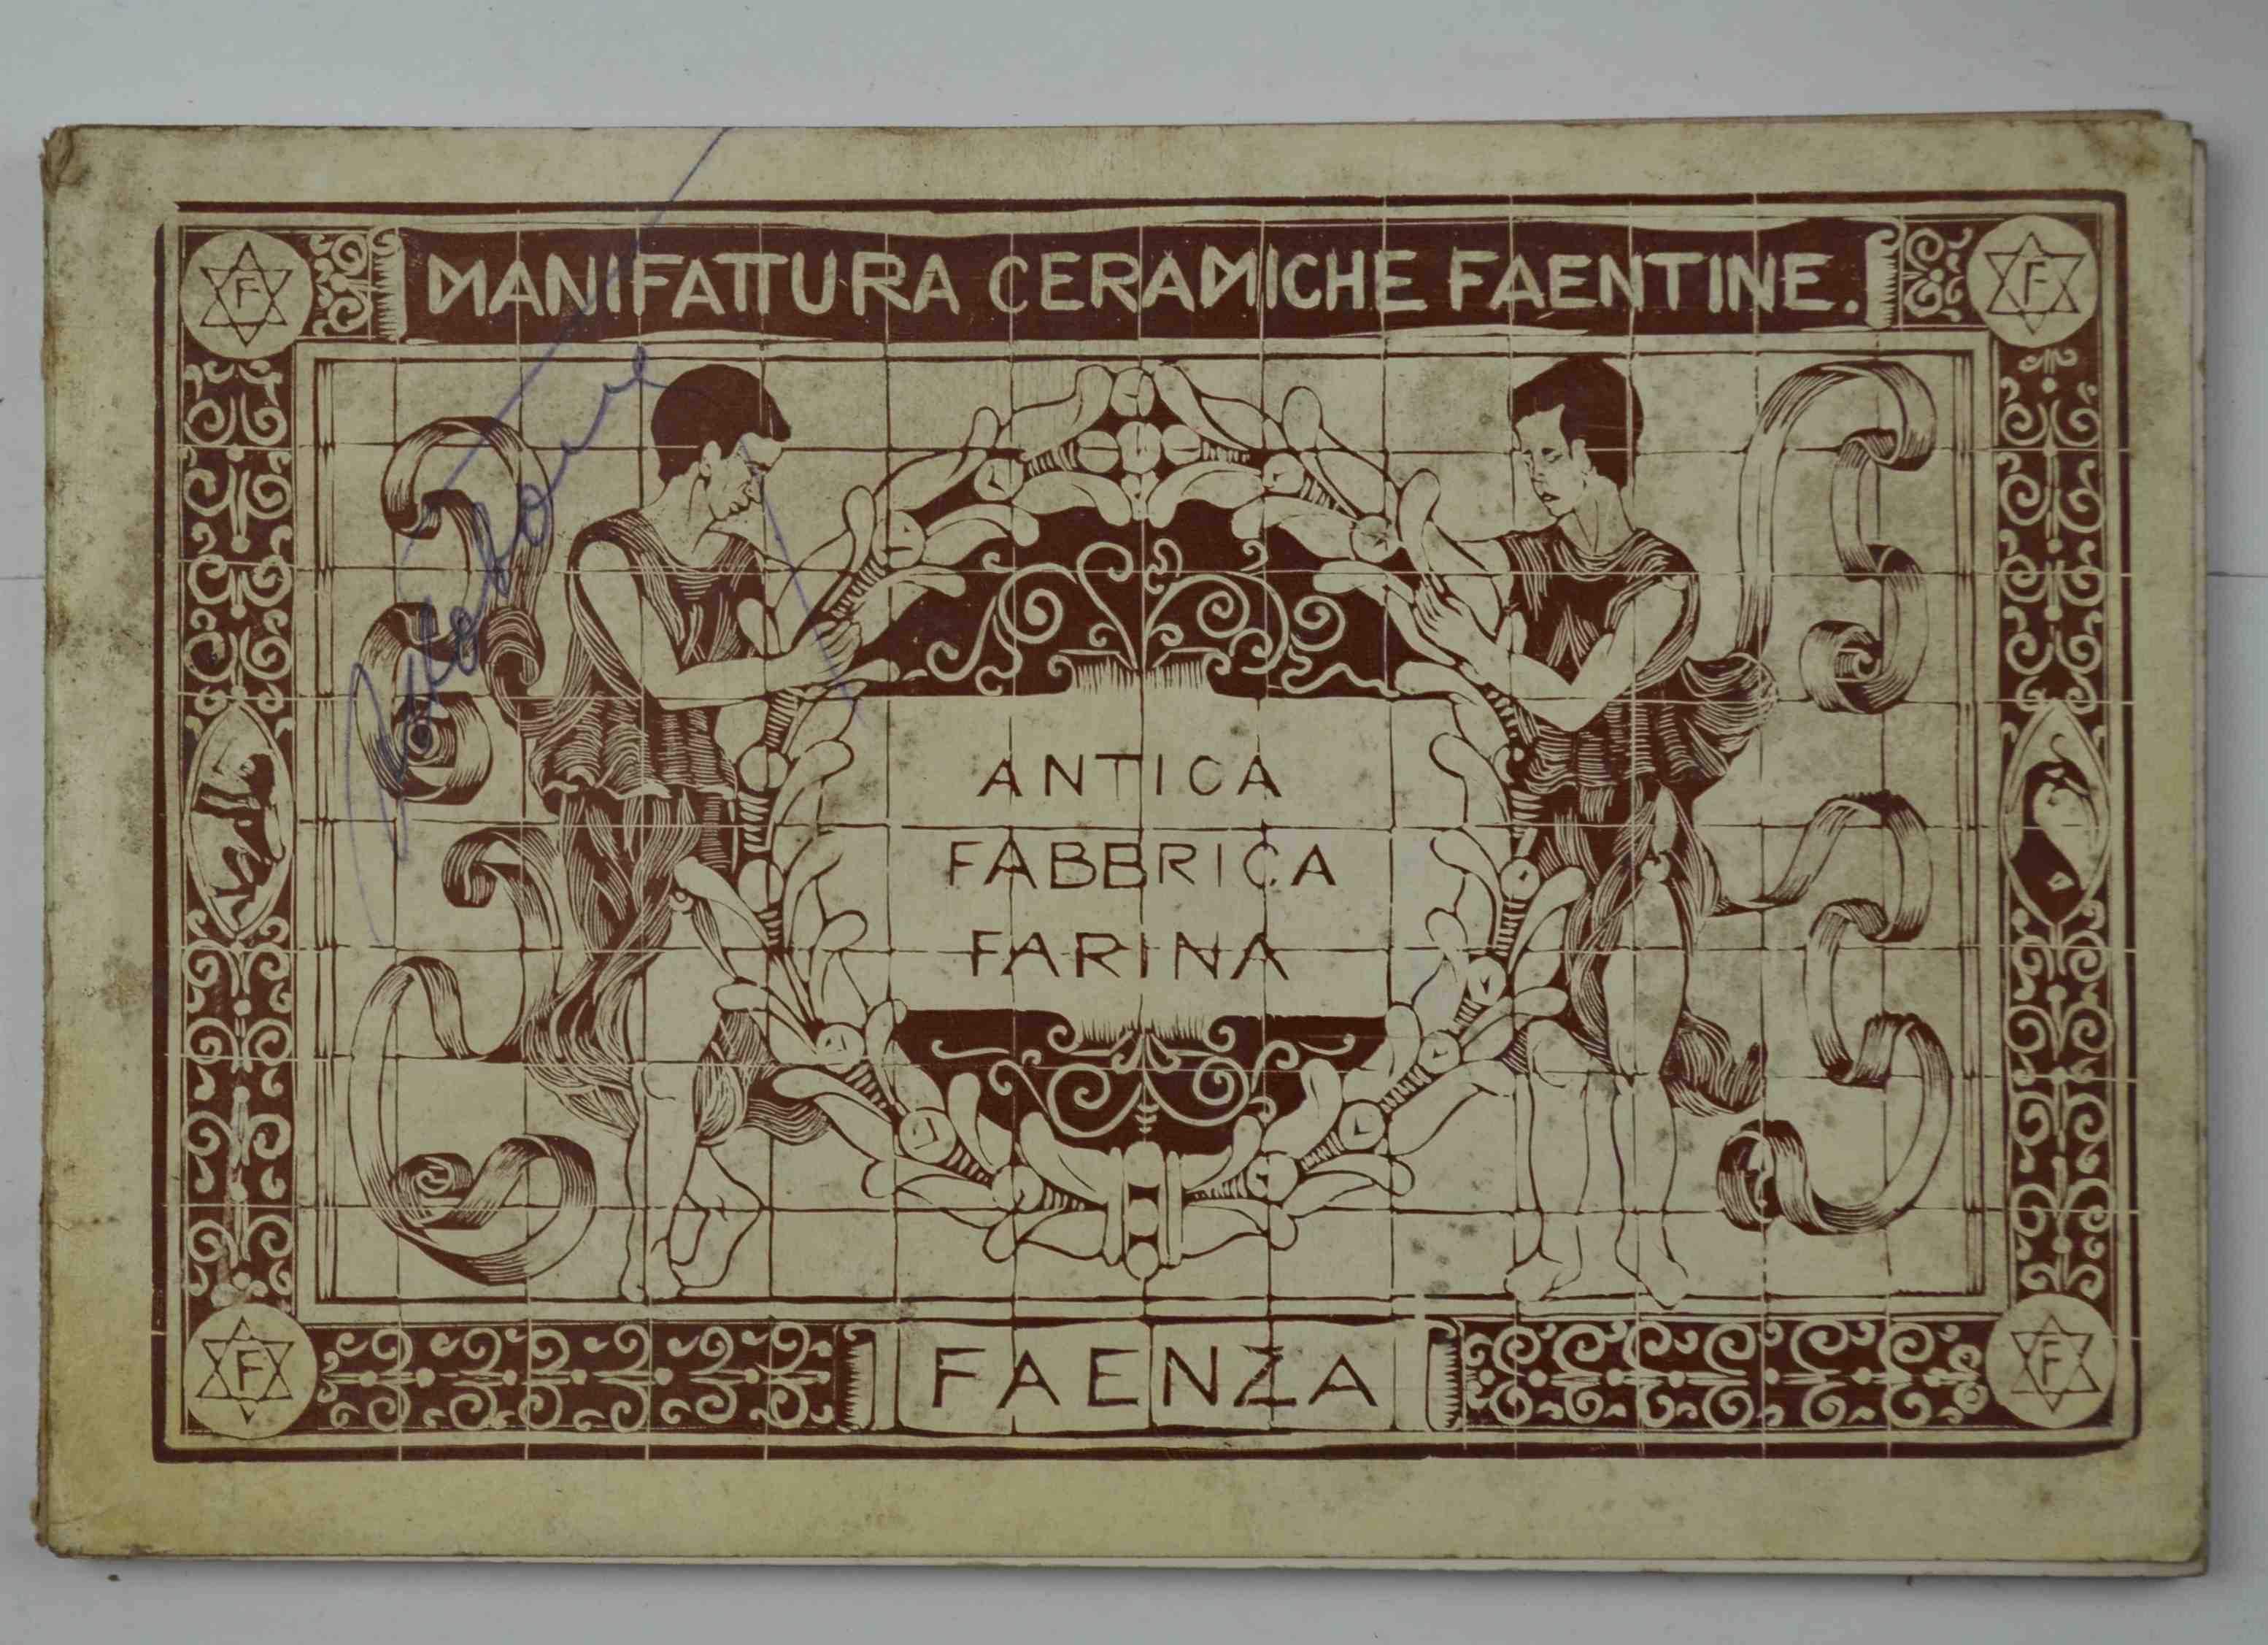 MANIFATTURA CERAMICHE FAENTINE.
F
F
ANTICA
FABBRICA
FARINA
F
FAENZA
F